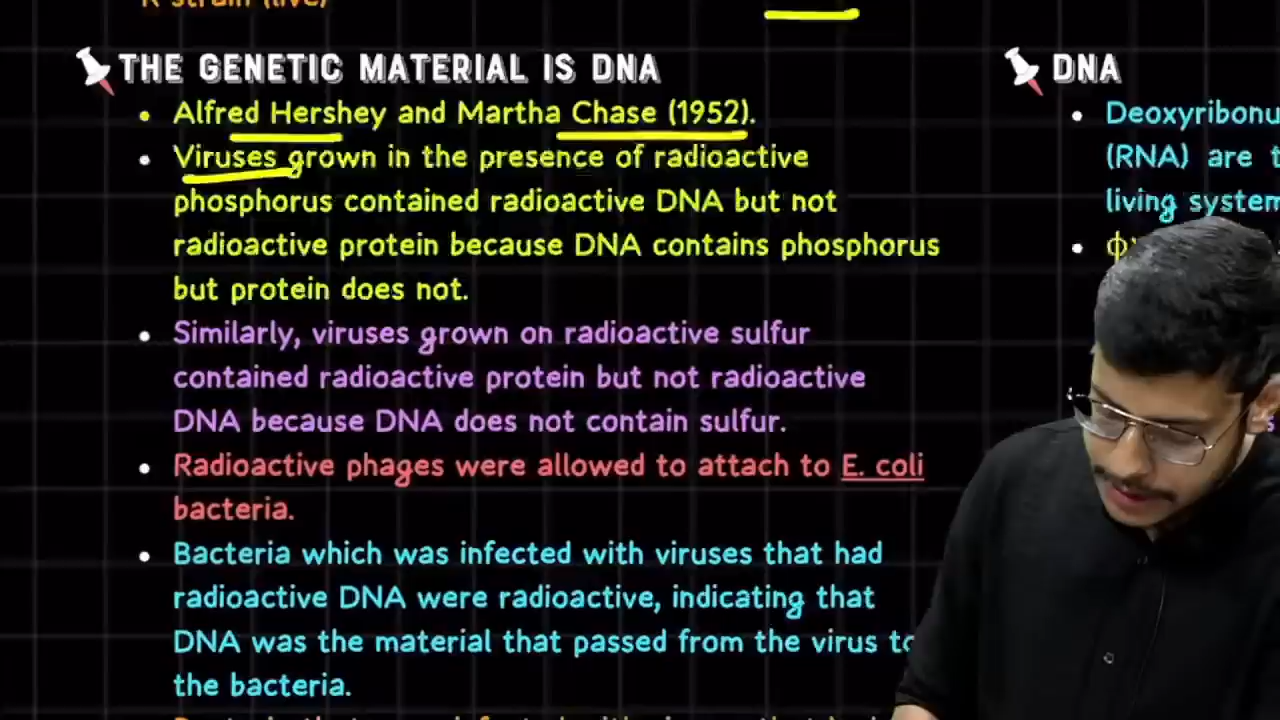 R strain (live)
THE GENETIC MATERIAL IS DNA
• Alfred Hershey and Martha Chase (1952).
• Viruses grown in the presence of radioactive
phosphorus contained radioactive DNA but not
radioactive protein because DNA contains phosphorus
but protein does not.
• Similarly, viruses grown on radioactive sulfur
contained radioactive protein but not radioactive
DNA because DNA does not contain sulfur.
• Radioactive phages were allowed to attach to E. coli
bacteria.
• Bacteria which was infected with viruses that had
radioactive DNA were radioactive, indicating that
DNA was the material that passed from the virus to
the bacteria.
DNA
• Deoxyribonu
(RNA) are t
living system